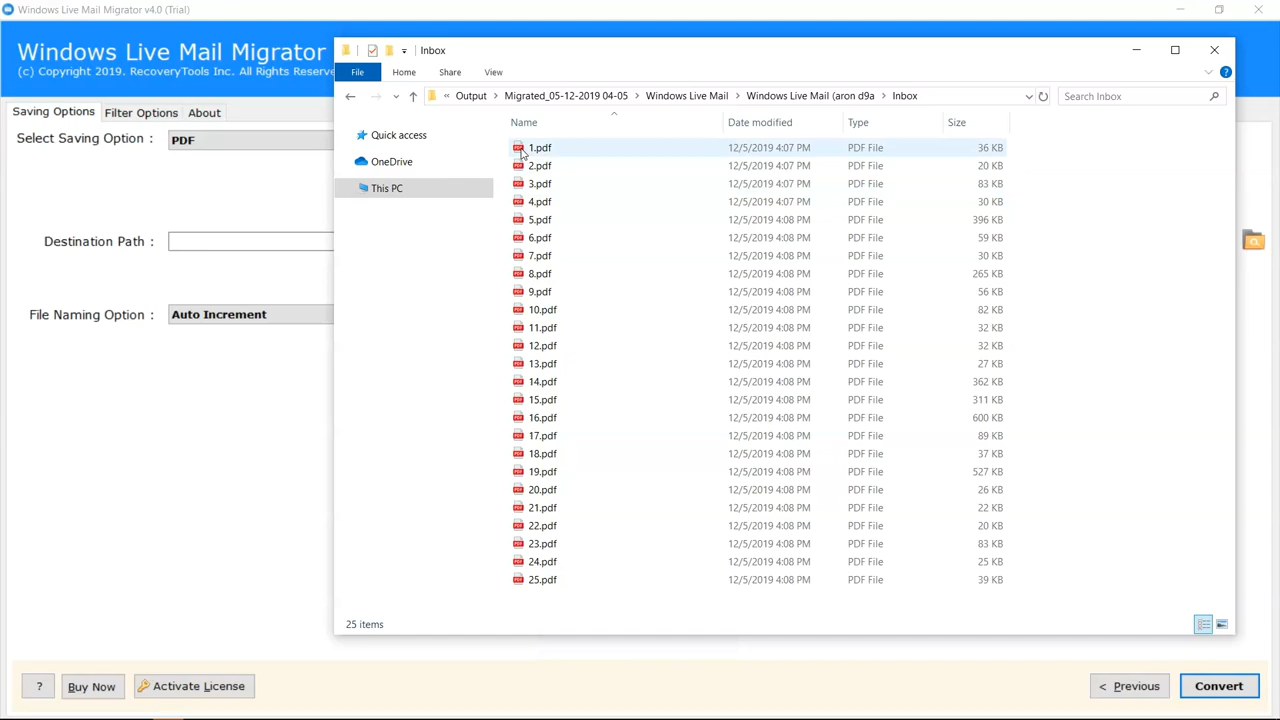 Windows Live Mail Migrator v4.0 (Trial)
Windows Live Mail Migrator
(c) Copyright 2019. RecoveryTools Inc. All Rights Reserve
Saving Options
Filter Options
About
Select Saving Option :
PDF
Destination Path :
File Naming Option :
Auto Increment
Inbox
File
Home
Share
View
?
« Output > Migrated_05-12-2019 04-05 > Windows Live Mail > Windows Live Mail (aron d9a > Inbox
Search Inbox
Quick access
OneDrive
This PC
Name Date modified Type Size
1.pdf 12/5/2019 4:07 PM PDF File 36 KB
2.pdf 12/5/2019 4:07 PM PDF File 20 KB
3.pdf 12/5/2019 4:07 PM PDF File 83 KB
4.pdf 12/5/2019 4:07 PM PDF File 30 KB
5.pdf 12/5/2019 4:08 PM PDF File 396 KB
6.pdf 12/5/2019 4:08 PM PDF File 59 KB
7.pdf 12/5/2019 4:08 PM PDF File 30 KB
8.pdf 12/5/2019 4:08 PM PDF File 265 KB
9.pdf 12/5/2019 4:08 PM PDF File 56 KB
10.pdf 12/5/2019 4:08 PM PDF File 82 KB
11.pdf 12/5/2019 4:08 PM PDF File 32 KB
12.pdf 12/5/2019 4:08 PM PDF File 32 KB
13.pdf 12/5/2019 4:08 PM PDF File 27 KB
14.pdf 12/5/2019 4:08 PM PDF File 362 KB
15.pdf 12/5/2019 4:08 PM PDF File 311 KB
16.pdf 12/5/2019 4:08 PM PDF File 600 KB
17.pdf 12/5/2019 4:08 PM PDF File 89 KB
18.pdf 12/5/2019 4:08 PM PDF File 37 KB
19.pdf 12/5/2019 4:08 PM PDF File 527 KB
20.pdf 12/5/2019 4:08 PM PDF File 26 KB
21.pdf 12/5/2019 4:08 PM PDF File 22 KB
22.pdf 12/5/2019 4:08 PM PDF File 20 KB
23.pdf 12/5/2019 4:08 PM PDF File 83 KB
24.pdf 12/5/2019 4:08 PM PDF File 25 KB
25.pdf 12/5/2019 4:08 PM PDF File 39 KB
25 items
?
Buy Now
Activate License
< Previous
Convert